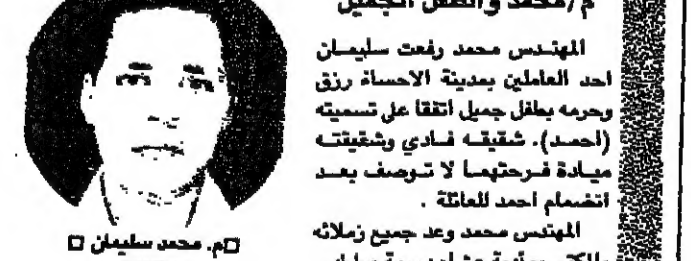 م/محمد والطفل الجميل
المهندس محمد رفعت سليمان
احد العاملين بمدينة الاحساء رزق
وحرمه بطفل جميل اتفقا على تسميته
(احمد). شقيقه فادي وشقيقته
ميادة فرحتهما لا توصف بعد
انضمام احمد للعائلة .
المهندس محمد وعد جميع زملائه
م. محمد سليمان